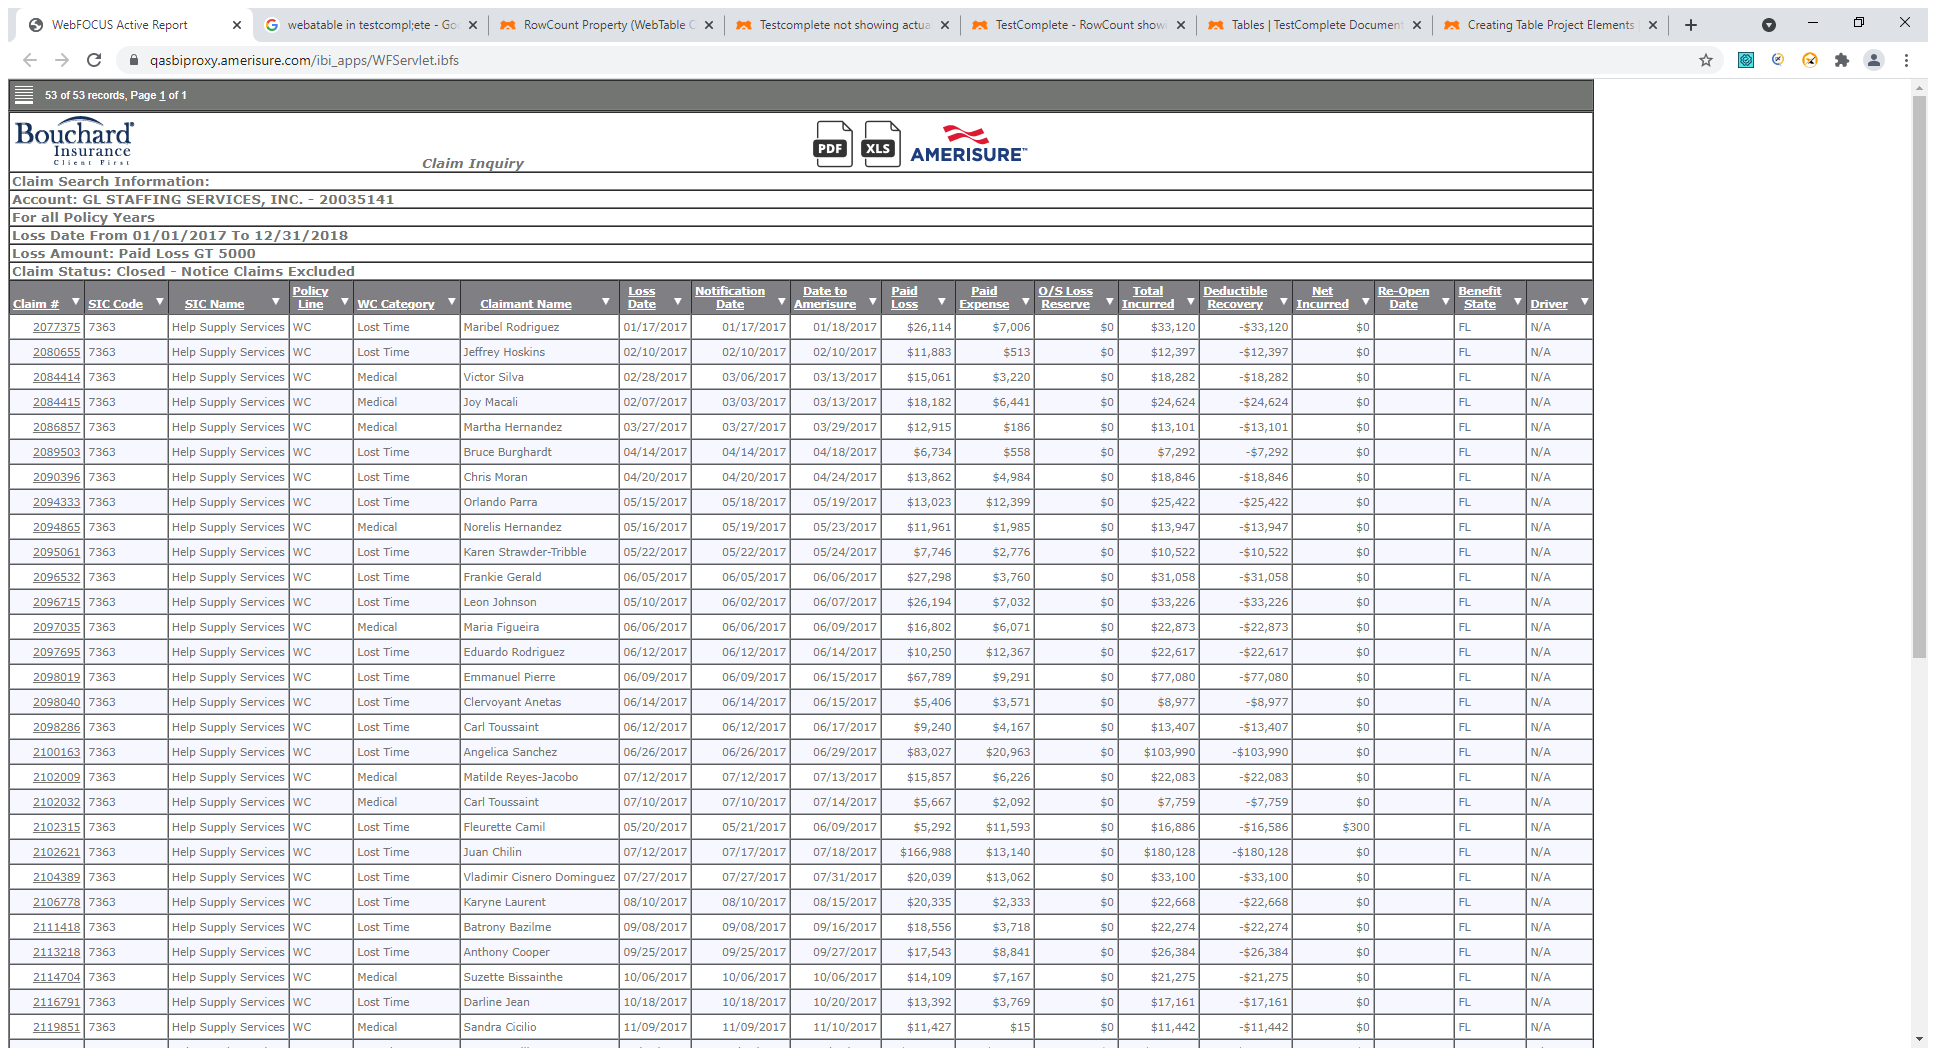 WebFOCUS Active Report
webatable in testcompl;ete - Goo
RowCount Property (WebTable C
Testcomplete not showing actua
TestComplete - RowCount show
Tables | TestComplete Document
Creating Table Project Elements
qasbiproxy.amerisure.com/ibi_apps/WFServlet.ibfs
53 of 53 records, Page 1 of 1
Bouchard
Insurance
Client First
Claim Inquiry
PDF XLS AMERISURE™
Claim Search Information:
Account: GL STAFFING SERVICES, INC. - 20035141
For all Policy Years
Loss Date From 01/01/2017 To 12/31/2018
Loss Amount: Paid Loss GT 5000
Claim Status: Closed - Notice Claims Excluded
Claim # SIC Code SIC Name Policy Line WC Category Claimant Name Loss Date Notification Date Date to Amerisure Paid Loss Paid Expense O/S Loss Reserve Total Incurred Deductible Recovery Net Incurred Re-Open Date Benefit State Driver
2077375 7363 Help Supply Services WC Lost Time Maribel Rodriguez 01/17/2017 01/17/2017 01/18/2017 $26,114 $7,006 $0 $33,120 -$33,120 $0 FL N/A
2080655 7363 Help Supply Services WC Lost Time Jeffrey Hoskins 02/10/2017 02/10/2017 02/10/2017 $11,883 $513 $0 $12,397 -$12,397 $0 FL N/A
2084414 7363 Help Supply Services WC Medical Victor Silva 02/28/2017 03/06/2017 03/13/2017 $15,061 $3,220 $0 $18,282 -$18,282 $0 FL N/A
2084415 7363 Help Supply Services WC Medical Joy Macali 02/07/2017 03/03/2017 03/13/2017 $18,182 $6,441 $0 $24,624 -$24,624 $0 FL N/A
2086857 7363 Help Supply Services WC Medical Martha Hernandez 03/27/2017 03/27/2017 03/29/2017 $12,915 $186 $0 $13,101 -$13,101 $0 FL N/A
2089503 7363 Help Supply Services WC Lost Time Bruce Burghardt 04/14/2017 04/14/2017 04/18/2017 $6,734 $558 $0 $7,292 -$7,292 $0 FL N/A
2090396 7363 Help Supply Services WC Lost Time Chris Moran 04/20/2017 04/20/2017 04/24/2017 $13,862 $4,984 $0 $18,846 -$18,846 $0 FL N/A
2094333 7363 Help Supply Services WC Lost Time Orlando Parra 05/15/2017 05/18/2017 05/19/2017 $13,023 $12,399 $0 $25,422 -$25,422 $0 FL N/A
2094865 7363 Help Supply Services WC Medical Norelis Hernandez 05/16/2017 05/19/2017 05/23/2017 $11,961 $1,985 $0 $13,947 -$13,947 $0 FL N/A
2095061 7363 Help Supply Services WC Lost Time Karen Strawder-Tribble 05/22/2017 05/22/2017 05/24/2017 $7,746 $2,776 $0 $10,522 -$10,522 $0 FL N/A
2096532 7363 Help Supply Services WC Lost Time Frankie Gerald 06/05/2017 06/05/2017 06/06/2017 $27,298 $3,760 $0 $31,058 -$31,058 $0 FL N/A
2096715 7363 Help Supply Services WC Lost Time Leon Johnson 05/10/2017 06/02/2017 06/07/2017 $26,194 $7,032 $0 $33,226 -$33,226 $0 FL N/A
2097035 7363 Help Supply Services WC Medical Maria Figueira 06/06/2017 06/06/2017 06/09/2017 $16,802 $6,071 $0 $22,873 -$22,873 $0 FL N/A
2097695 7363 Help Supply Services WC Lost Time Eduardo Rodriguez 06/12/2017 06/12/2017 06/14/2017 $10,250 $12,367 $0 $22,617 -$22,617 $0 FL N/A
2098019 7363 Help Supply Services WC Lost Time Emmanuel Pierre 06/09/2017 06/09/2017 06/15/2017 $67,789 $9,291 $0 $77,080 -$77,080 $0 FL N/A
2098040 7363 Help Supply Services WC Lost Time Clervoyant Anetas 06/14/2017 06/14/2017 06/15/2017 $5,406 $3,571 $0 $8,977 -$8,977 $0 FL N/A
2098286 7363 Help Supply Services WC Lost Time Carl Toussaint 06/12/2017 06/12/2017 06/17/2017 $9,240 $4,167 $0 $13,407 -$13,407 $0 FL N/A
2100163 7363 Help Supply Services WC Lost Time Angelica Sanchez 06/26/2017 06/26/2017 06/29/2017 $83,027 $20,963 $0 $103,990 -$103,990 $0 FL N/A
2102009 7363 Help Supply Services WC Medical Matilde Reyes-Jacobo 07/12/2017 07/12/2017 07/13/2017 $15,857 $6,226 $0 $22,083 -$22,083 $0 FL N/A
2102032 7363 Help Supply Services WC Medical Carl Toussaint 07/10/2017 07/10/2017 07/14/2017 $5,667 $2,092 $0 $7,759 -$7,759 $0 FL N/A
2102315 7363 Help Supply Services WC Lost Time Fleurette Camil 05/20/2017 05/21/2017 06/09/2017 $5,292 $11,593 $0 $16,886 -$16,586 $300 FL N/A
2102621 7363 Help Supply Services WC Lost Time Juan Chilin 07/12/2017 07/17/2017 07/18/2017 $166,988 $13,140 $0 $180,128 -$180,128 $0 FL N/A
2104389 7363 Help Supply Services WC Lost Time Vladimir Cisnero Dominguez 07/27/2017 07/27/2017 07/31/2017 $20,039 $13,062 $0 $33,100 -$33,100 $0 FL N/A
2106778 7363 Help Supply Services WC Lost Time Karyne Laurent 08/10/2017 08/10/2017 08/15/2017 $20,335 $2,333 $0 $22,668 -$22,668 $0 FL N/A
2111418 7363 Help Supply Services WC Lost Time Batrony Bazilme 09/08/2017 09/08/2017 09/16/2017 $18,556 $3,718 $0 $22,274 -$22,274 $0 FL N/A
2113218 7363 Help Supply Services WC Lost Time Anthony Cooper 09/25/2017 09/25/2017 09/27/2017 $17,543 $8,841 $0 $26,384 -$26,384 $0 FL N/A
2114704 7363 Help Supply Services WC Medical Suzette Bissainthe 10/06/2017 10/06/2017 10/06/2017 $14,109 $7,167 $0 $21,275 -$21,275 $0 FL N/A
2116791 7363 Help Supply Services WC Lost Time Darline Jean 10/18/2017 10/18/2017 10/20/2017 $13,392 $3,769 $0 $17,161 -$17,161 $0 FL N/A
2119851 7363 Help Supply Services WC Medical Sandra Cicilio 11/09/2017 11/09/2017 11/10/2017 $11,427 $15 $0 $11,442 -$11,442 $0 FL N/A